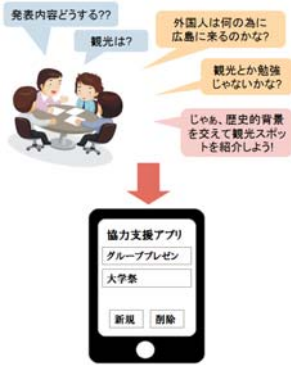 発表内容どうする??
観光は?
外国人は何の為に
広島に来るのかな?
観光とか勉強
じゃないかな?
じゃぁ、歴史的背景
を交えて観光スポッ
トを紹介しよう!
協力支援アプリ
グループプレゼン
大学祭
新規 削除